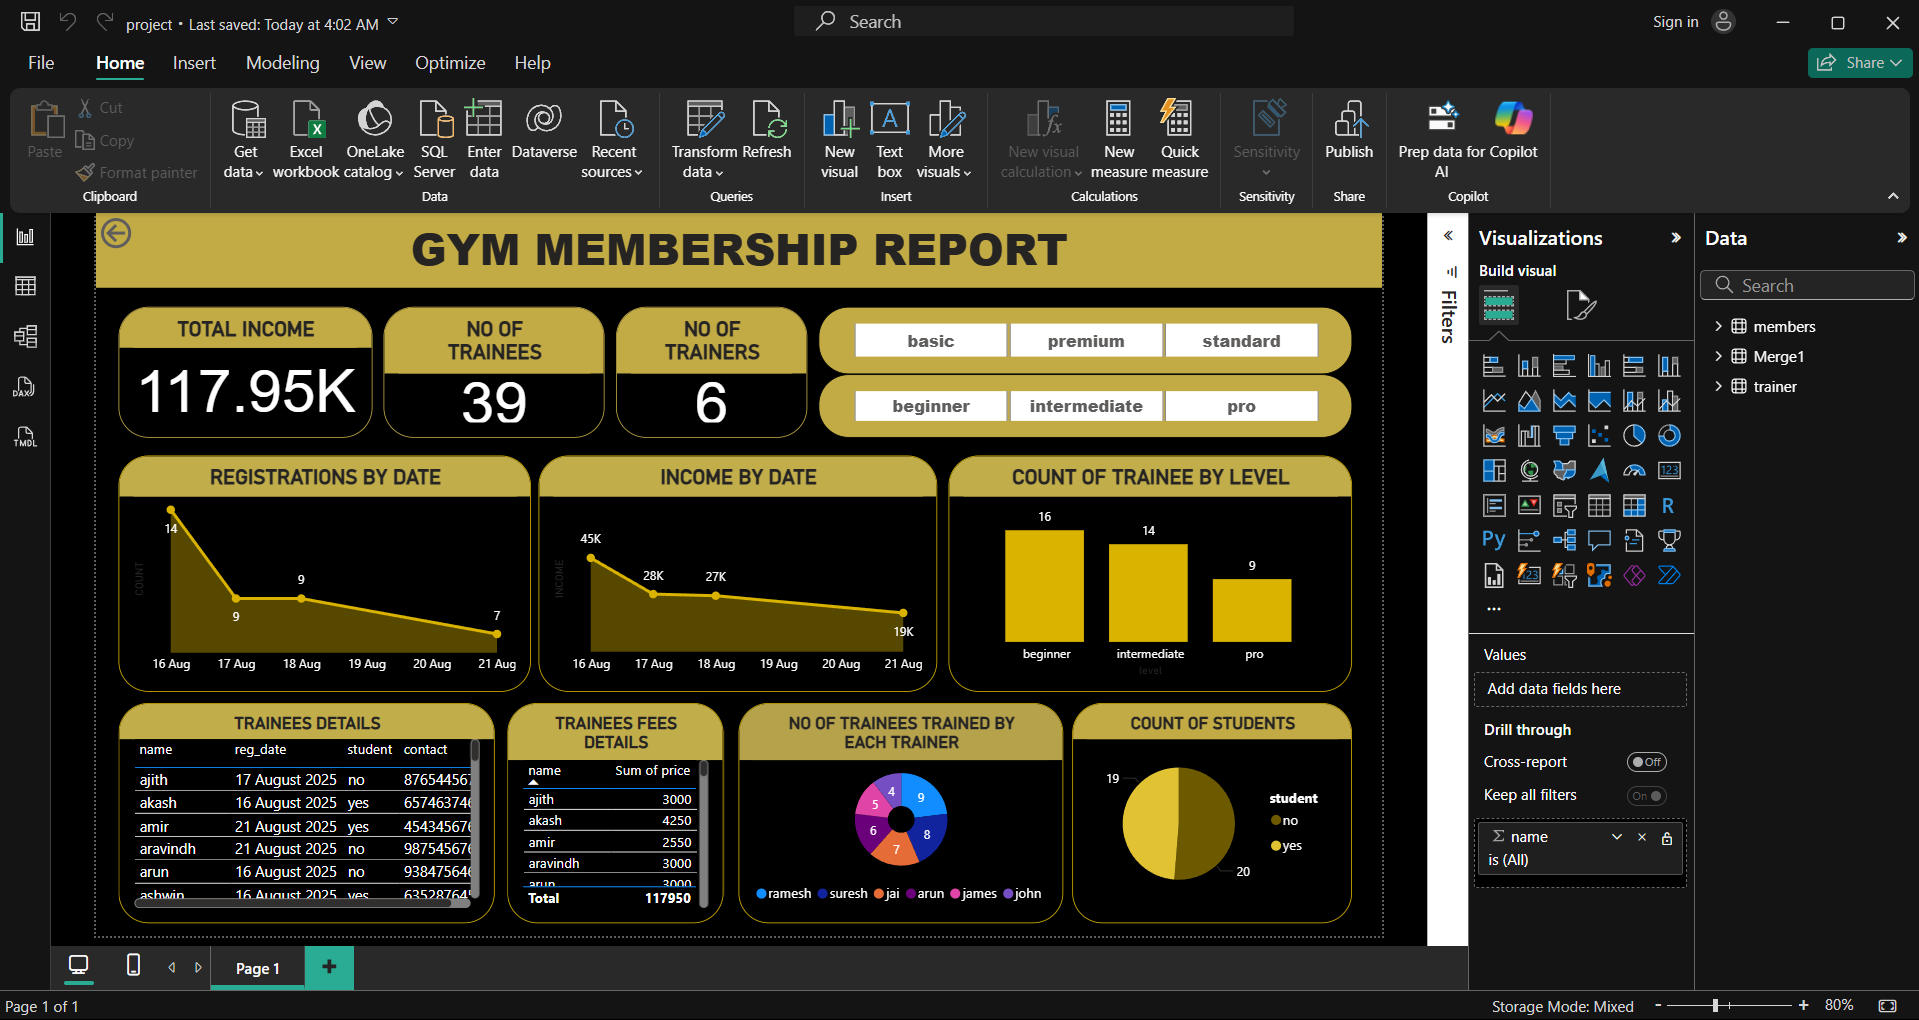 project • Last saved: Today at 4:02 AM
Search
Sign in
File Home Insert Modeling View Optimize Help
Share
Paste
Cut
Copy
Format painter
Clipboard
Get data
Excel workbook
OneLake catalog
SQL Server
Enter data
Dataverse
Recent sources
Data
Transform data
Refresh
Queries
New visual
Text box
More visuals
Insert
New visual calculation
New measure
Quick measure
Calculations
Sensitivity
Sensitivity
Publish
Share
Prep data for AI
Copilot
Copilot
DAX
TMDL
GYM MEMBERSHIP REPORT
TOTAL INCOME
117.95K
NO OF
TRAINEES
39
NO OF
TRAINERS
6
basic premium standard
beginner intermediate pro
REGISTRATIONS BY DATE
COUNT
14
9
9
7
16 Aug 17 Aug 18 Aug 19 Aug 20 Aug 21 Aug
INCOME BY DATE
INCOME
45K
28K
27K
19K
16 Aug 17 Aug 18 Aug 19 Aug 20 Aug 21 Aug
COUNT OF TRAINEE BY LEVEL
16
14
9
beginner intermediate pro
level
TRAINEES DETAILS
name reg_date student contact
ajith 17 August 2025 no 87654456
akash 16 August 2025 yes 65746374
amir 21 August 2025 yes 45434567
aravindh 21 August 2025 no 98754567
arun 16 August 2025 no 93847564
ashwin 16 August 2025 yes 63528764
TRAINEES FEES
DETAILS
name Sum of price
ajith 3000
akash 4250
amir 2550
aravindh 3000
arun 3000
Total 117950
NO OF TRAINEES TRAINED BY
EACH TRAINER
4
9
5
6
8
7
ramesh suresh jai arun james john
COUNT OF STUDENTS
19
20
student
no
yes
Filters
Visualizations
Build visual
123
R
Py
123
...
Values
Add data fields here
Drill through
Cross-report Off
Keep all filters On
Σ name
is (All)
Data
Search
members
Merge1
trainer
Page 1
Page 1 of 1
Storage Mode: Mixed
- + 80%